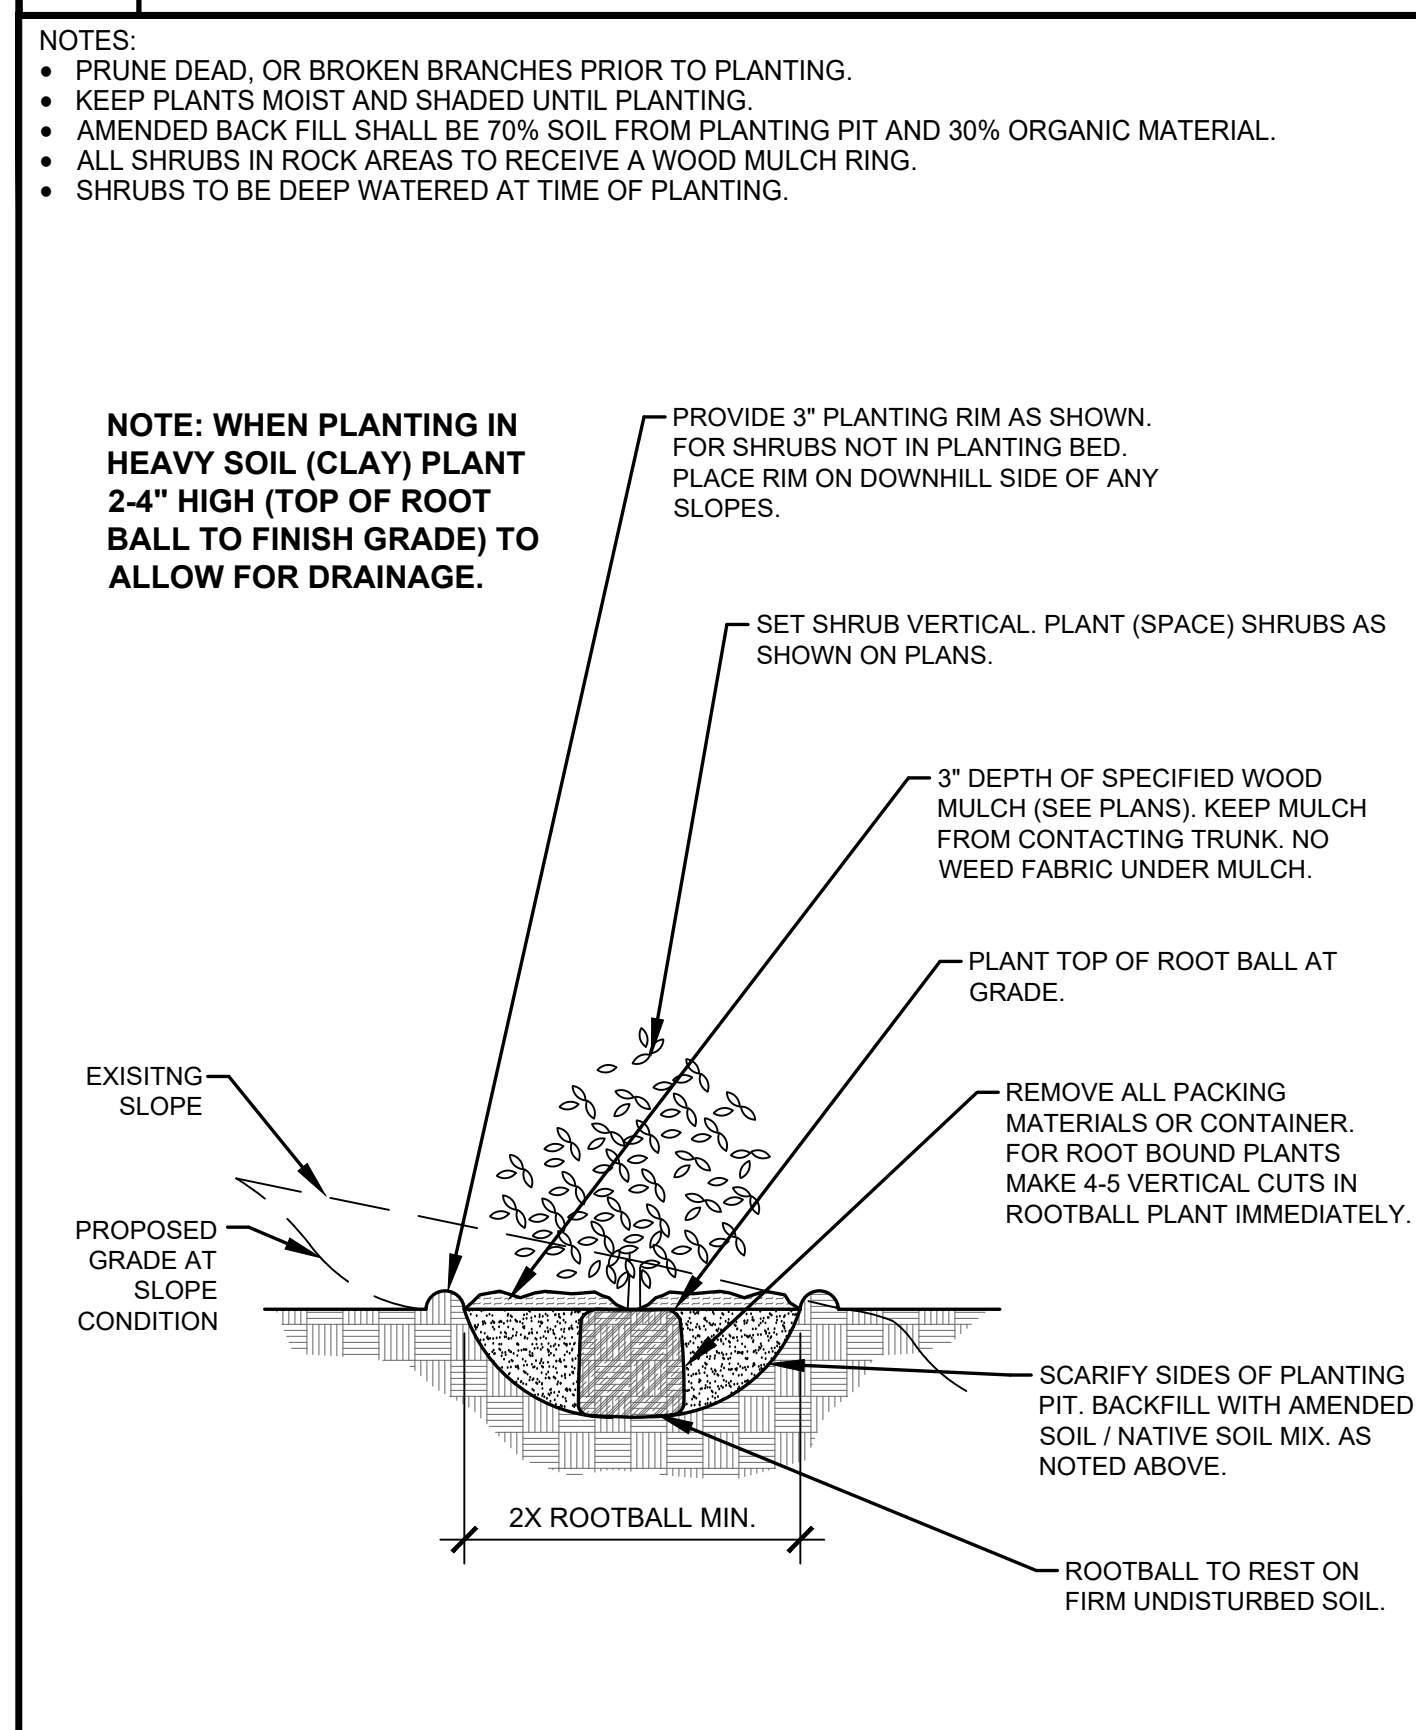 NOTES:
• PRUNE DEAD, OR BROKEN BRANCHES PRIOR TO PLANTING.
• KEEP PLANTS MOIST AND SHADED UNTIL PLANTING.
• AMENDED BACK FILL SHALL BE 70% SOIL FROM PLANTING PIT AND 30% ORGANIC MATERIAL.
• ALL SHRUBS IN ROCK AREAS TO RECEIVE A WOOD MULCH RING.
• SHRUBS TO BE DEEP WATERED AT TIME OF PLANTING.
NOTE: WHEN PLANTING IN
HEAVY SOIL (CLAY) PLANT
2-4" HIGH (TOP OF ROOT
BALL TO FINISH GRADE) TO
ALLOW FOR DRAINAGE.
PROVIDE 3" PLANTING RIM AS SHOWN.
FOR SHRUBS NOT IN PLANTING BED.
PLACE RIM ON DOWNHILL SIDE OF ANY
SLOPES.
SET SHRUB VERTICAL. PLANT (SPACE) SHRUBS AS
SHOWN ON PLANS.
3" DEPTH OF SPECIFIED WOOD
MULCH (SEE PLANS). KEEP MULCH
FROM CONTACTING TRUNK. NO
WEED FABRIC UNDER MULCH.
PLANT TOP OF ROOT BALL AT
GRADE.
EXISITNG
SLOPE
REMOVE ALL PACKING
MATERIALS OR CONTAINER.
FOR ROOT BOUND PLANTS
MAKE 4-5 VERTICAL CUTS IN
ROOTBALL PLANT IMMEDIATELY.
PROPOSED
GRADE AT
SLOPE
CONDITION
SCARIFY SIDES OF PLANTING
PIT. BACKFILL WITH AMENDED
SOIL / NATIVE SOIL MIX. AS
NOTED ABOVE.
2X ROOTBALL MIN.
ROOTBALL TO REST ON
FIRM UNDISTURBED SOIL.